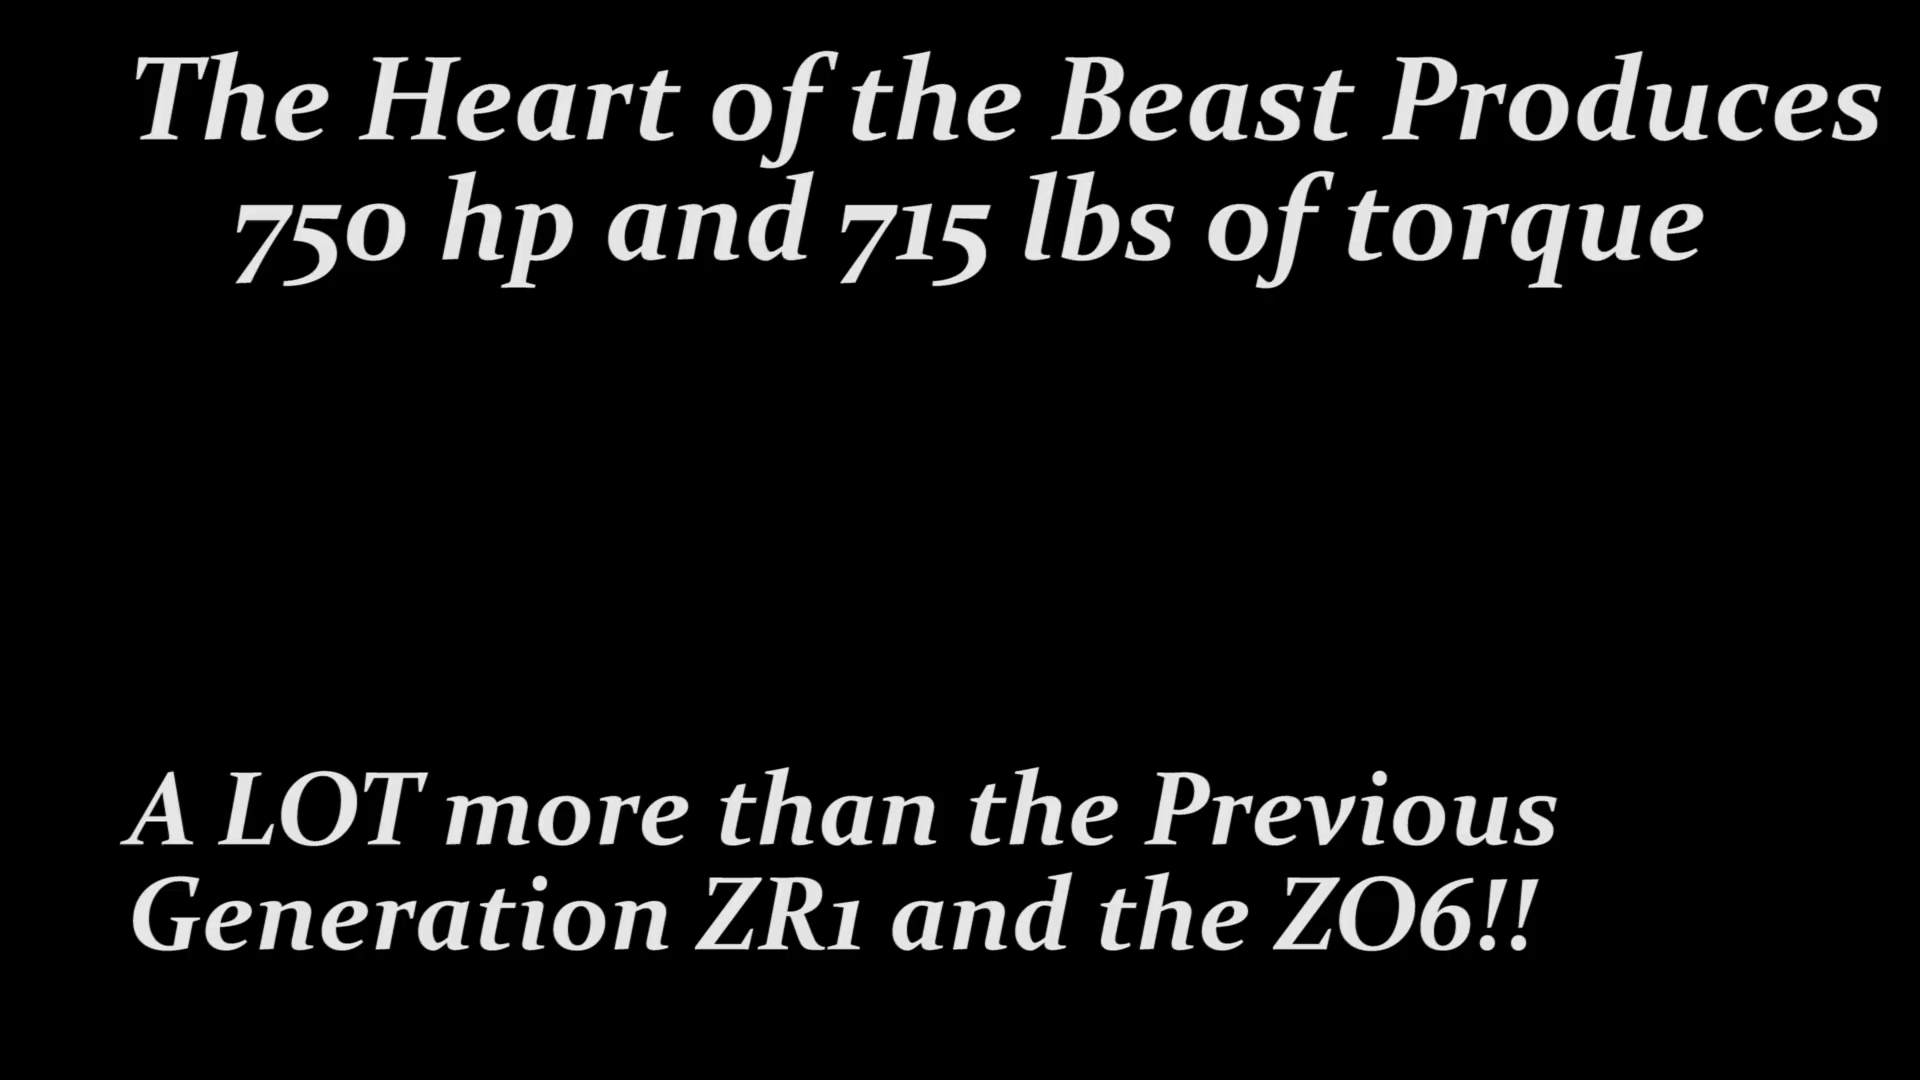 The Heart of the Beast Produces
750 hp and 715 lbs of torque
A LOT more than the Previous
Generation ZR1 and the ZO6!!